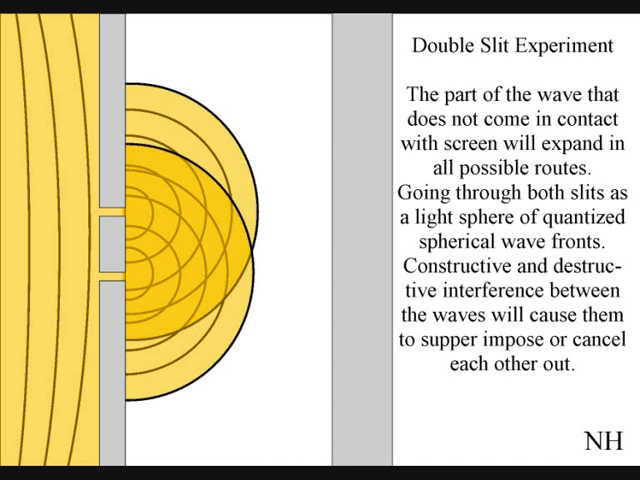 Double Slit Experiment
The part of the wave that
does not come in contact
with screen will expand in
all possible routes.
Going through both slits as
a light sphere of quantized
spherical wave fronts.
Constructive and destruc-
tive interference between
the waves will cause them
to supper impose or cancel
each other out.
NH